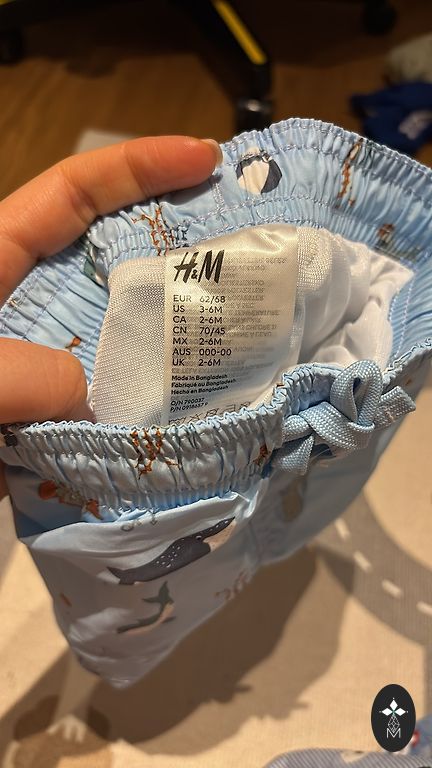 H&M
EUR 62/68
US 3-6M
CA 2-6M
CN 70/45
MX 2-6M
AUS 000-00
UK 2-6M
Made in Bangladesh
Fabriqué au Bangladesh
Hecho en Bangladesh
O/N 790037
M